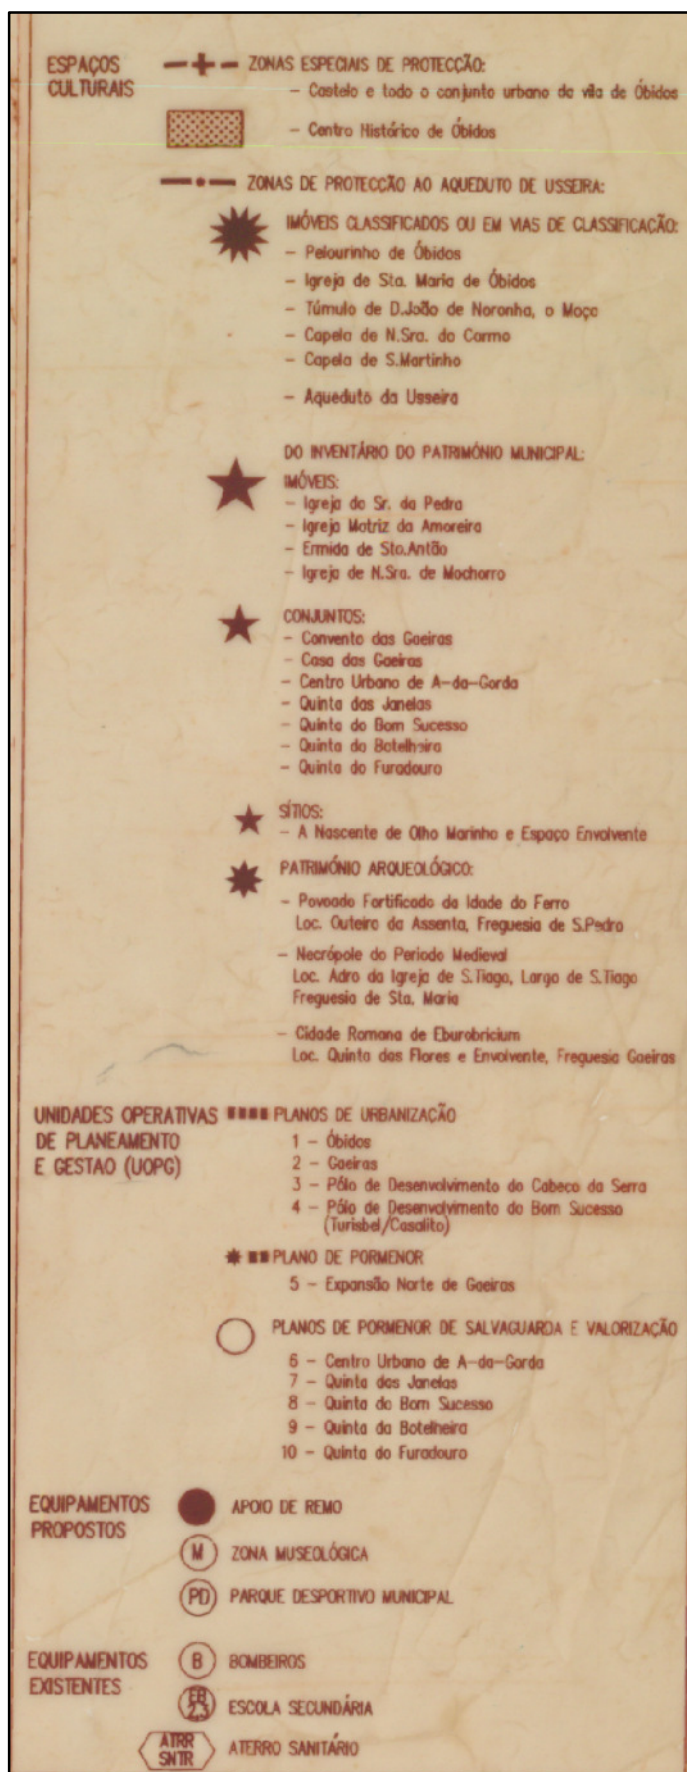 ESPAÇOS
CULTURAIS
ZONAS ESPECIAIS DE PROTECÇÃO:
- Castelo e todo o conjunto urbano da vila de Óbidos
- Centro Histórico de Óbidos
ZONAS DE PROTECÇÃO AO AQUEDUTO DE USSEIRA:
IMÓVEIS CLASSIFICADOS OU EM VIAS DE CLASSIFICAÇÃO:
- Pelourinho de Óbidos
- Igreja de Sta. Maria de Óbidos
- Túmulo de D.João de Noronha, o Moço
- Capela de N.Sra. do Carmo
- Capela de S.Martinho
- Aqueduto da Usseira
DO INVENTÁRIO DO PATRIMÓNIO MUNICIPAL:
IMÓVEIS:
- Igreja do Sr. da Pedra
- Igreja Motriz da Amoreira
- Ermida de Sto.Antão
- Igreja de N.Sra. de Mochorro
CONJUNTOS:
- Convento das Gaeiras
- Casa das Gaeiras
- Centro Urbano de A-da-Gorda
- Quinta das Janelas
- Quinta do Bom Sucesso
- Quinta da Botelheira
- Quinta do Furadouro
SÍTIOS:
- A Nascente de Olho Marinho e Espaço Envolvente
PATRIMÓNIO ARQUEOLÓGICO:
- Povoado Fortificado da Idade do Ferro
Loc. Outeiro da Assenta, Freguesia de S.Pedro
- Necrópole do Periodo Medieval
Loc. Adro da Igreja de S.Tiago, Largo de S.Tiago
Freguesia de Sta. Maria
- Cidade Romana de Eburobricium
Loc. Quinta das Flores e Envolvente, Freguesia Gaeiras
UNIDADES OPERATIVAS
DE PLANEAMENTO
E GESTAO (UOPG)
PLANOS DE URBANIZAÇÃO
1 - Óbidos
2 - Gaeiras
3 - Pólo de Desenvolvimento do Cabeco da Serra
4 - Pólo de Desenvolvimento do Bom Sucesso
(Turisbel/Casalito)
PLANO DE PORMENOR
5 - Expansão Norte de Gaeiras
PLANOS DE PORMENOR DE SALVAGUARDA E VALORIZAÇÃO
6 - Centro Urbano de A-da-Gorda
7 - Quinta das Janelas
8 - Quinta do Bom Sucesso
9 - Quinta da Botelheira
10 - Quinta do Furadouro
EQUIPAMENTOS
PROPOSTOS
APOIO DE REMO
M ZONA MUSEOLÓGICA
PD PARQUE DESPORTIVO MUNICIPAL
EQUIPAMENTOS
EXISTENTES
B BOMBEIROS
EB
2,3
ESCOLA SECUNDÁRIA
ATRR
SNTR
ATERRO SANITÁRIO